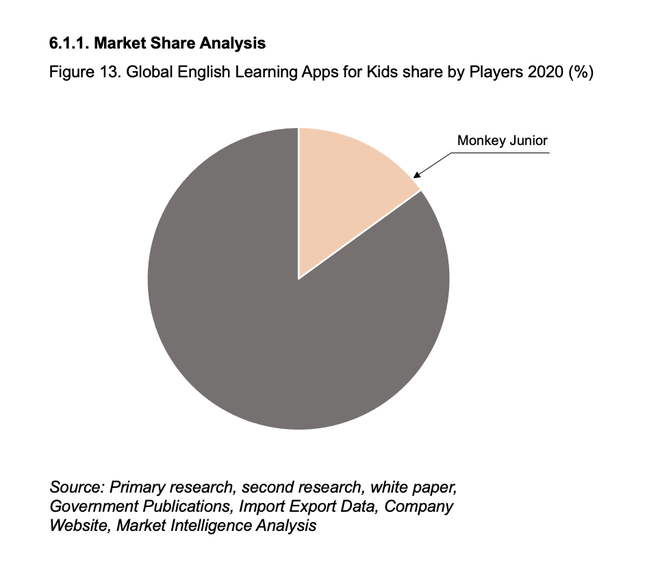 6.1.1. Market Share Analysis
Figure 13. Global English Learning Apps for Kids share by Players 2020 (%)
Monkey Junior
Source: Primary research, second research, white paper,
Government Publications, Import Export Data, Company
Website, Market Intelligence Analysis